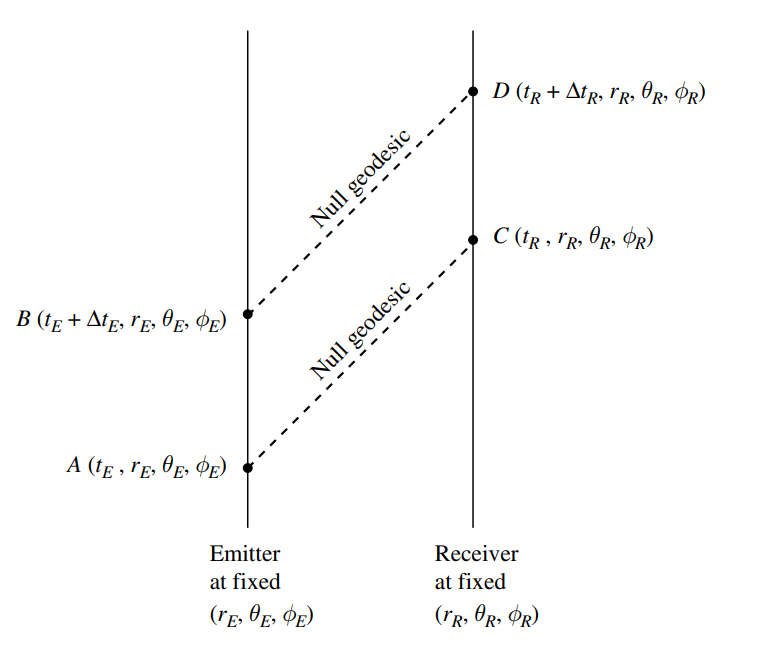 D (t_R + Δt_R, r_R, θ_R, ϕ_R)
Null geodesic
C (t_R , r_R, θ_R, ϕ_R)
B (t_E + Δt_E, r_E, θ_E, ϕ_E)
Null geodesic
A (t_E , r_E, θ_E, ϕ_E)
Emitter
at fixed
(r_E, θ_E, ϕ_E)
Receiver
at fixed
(r_R, θ_R, ϕ_R)